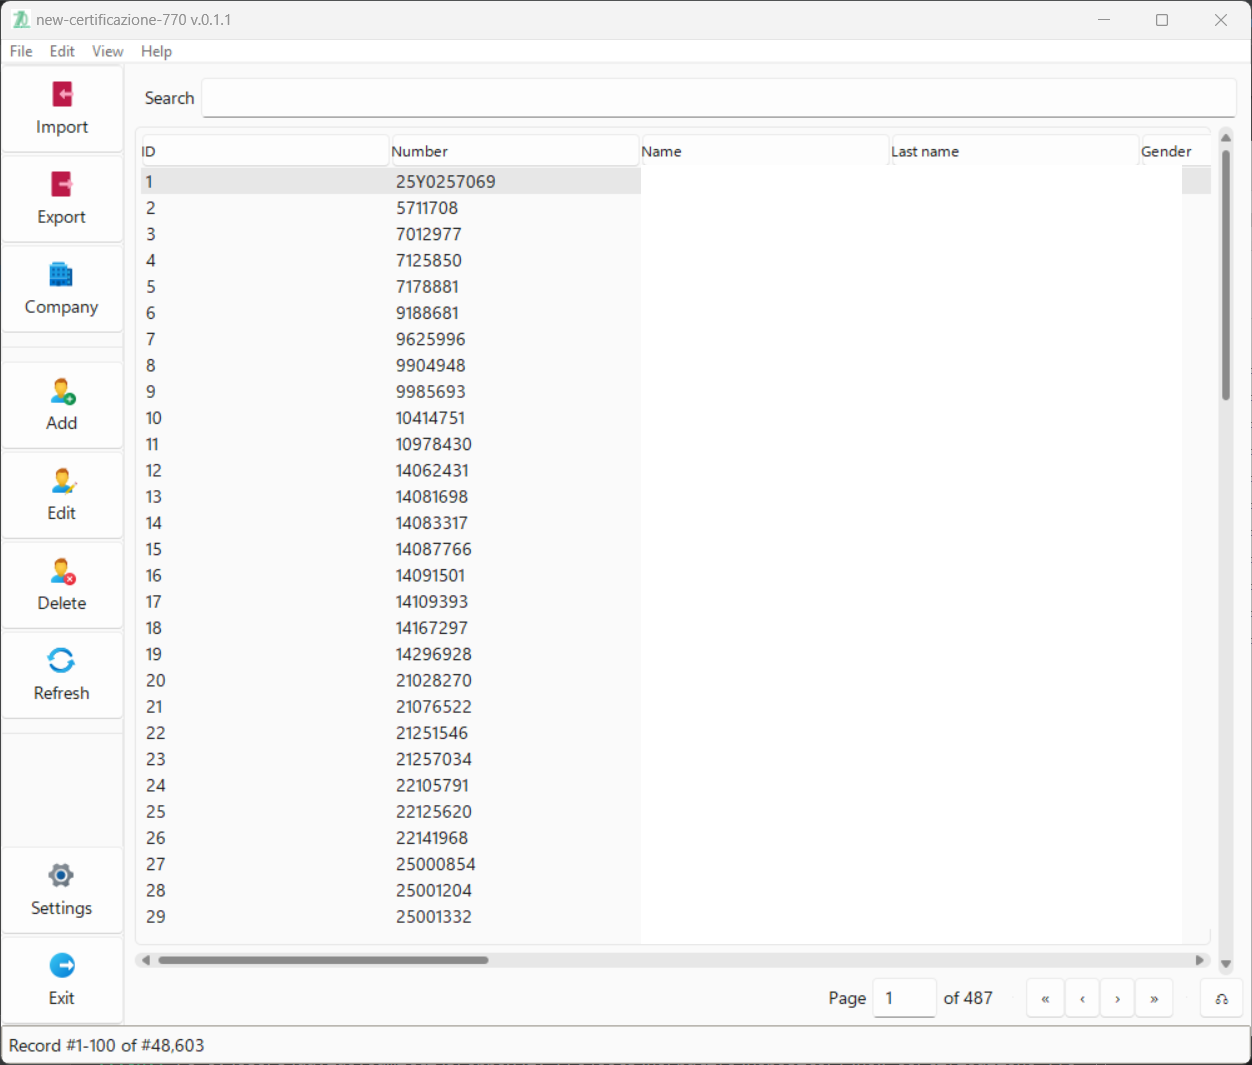 new-certificazione-770 v.0.1.1
File Edit View Help
Import
Export
Company
Add
Edit
Delete
Refresh
Settings
Exit
Search
ID Number Name Last name Gender
1 25Y0257069
2 5711708
3 7012977
4 7125850
5 7178881
6 9188681
7 9625996
8 9904948
9 9985693
10 10414751
11 10978430
12 14062431
13 14081698
14 14083317
15 14087766
16 14091501
17 14109393
18 14167297
19 14296928
20 21028270
21 21076522
22 21251546
23 21257034
24 22105791
25 22125620
26 22141968
27 25000854
28 25001204
29 25001332
Page 1 of 487 « ‹ › »
Record #1-100 of #48,603